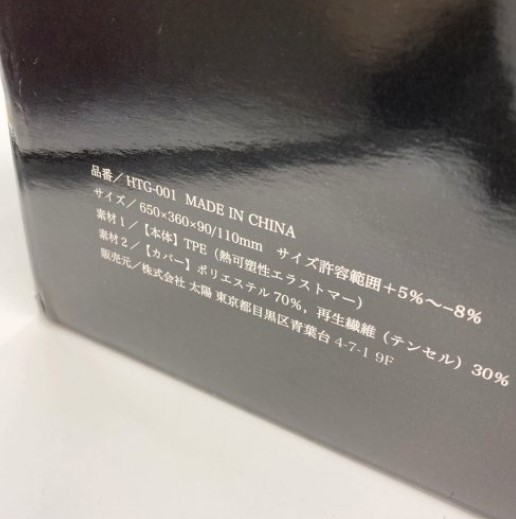 品番／HTG-001 MADE IN CHINA
サイズ／650×360×90/110mm サイズ許容範囲＋5%〜−8%
素材1／【本体】TPE（熱可塑性エラストマー）
素材2／【カバー】ポリエステル70%，再生繊維（テンセル）30%
販売元／株式会社 太陽 東京都目黒区青葉台 4-7-1 9F